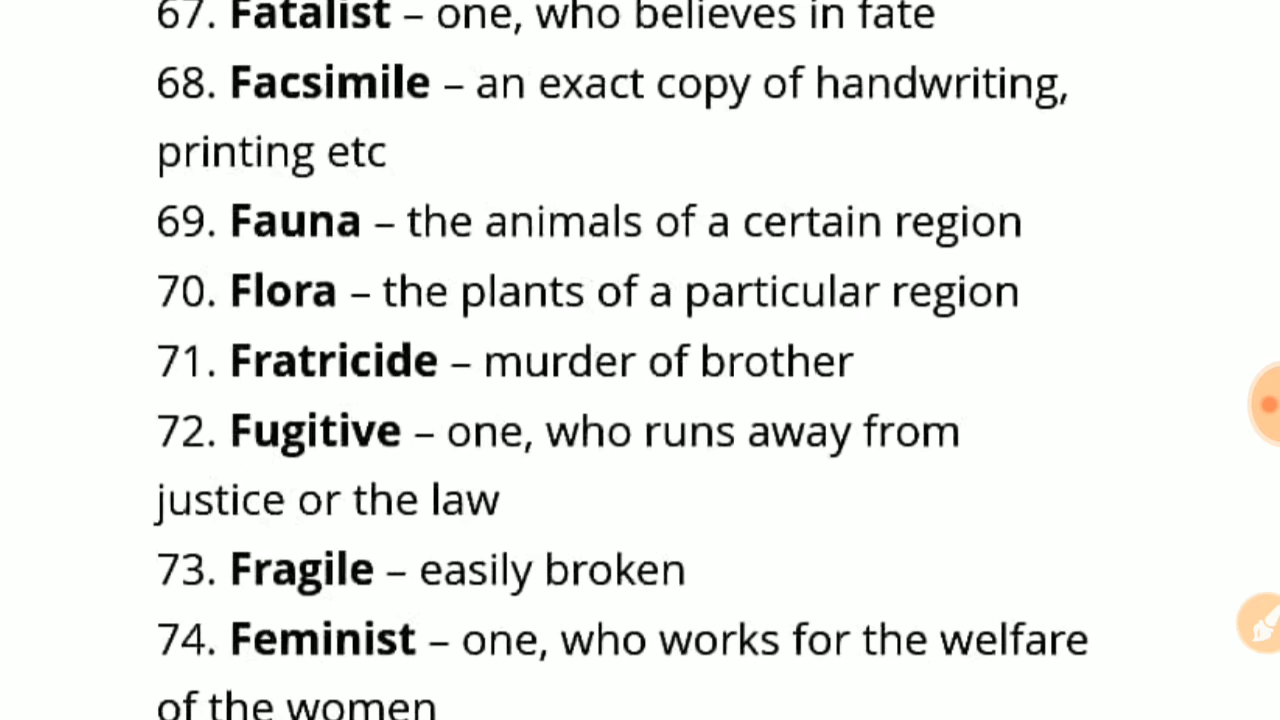 67. Fatalist – one, who believes in fate
68. Facsimile – an exact copy of handwriting,
printing etc
69. Fauna – the animals of a certain region
70. Flora – the plants of a particular region
71. Fratricide – murder of brother
72. Fugitive – one, who runs away from
justice or the law
73. Fragile – easily broken
74. Feminist – one, who works for the welfare
of the women